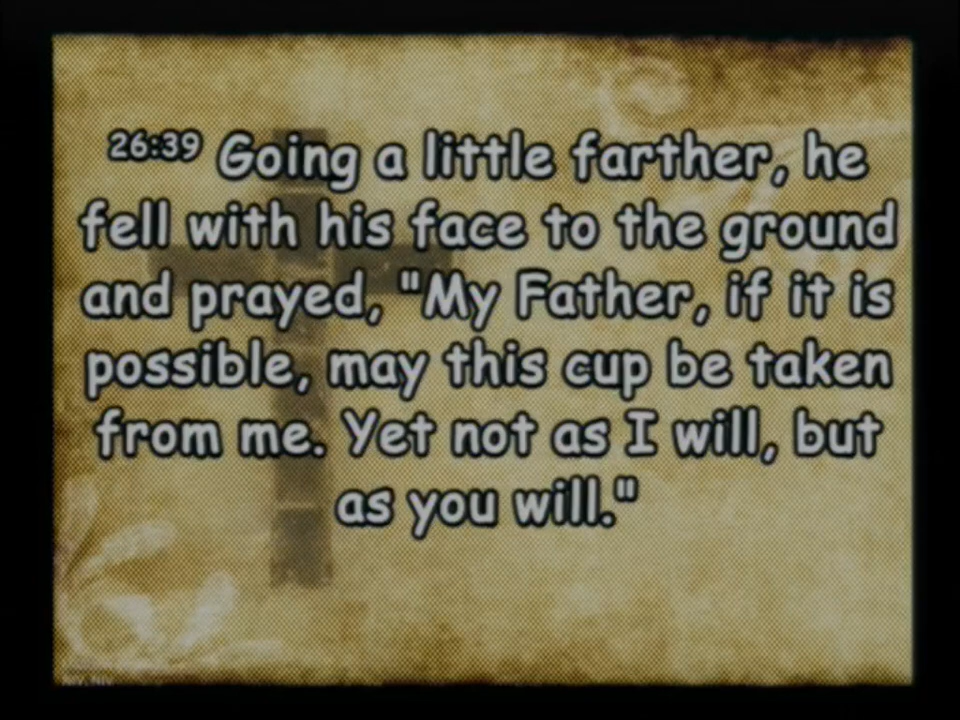 26:39 Going a little farther, he
fell with his face to the ground
and prayed, "My Father, if it is
possible, may this cup be taken
from me. Yet not as I will, but
as you will."